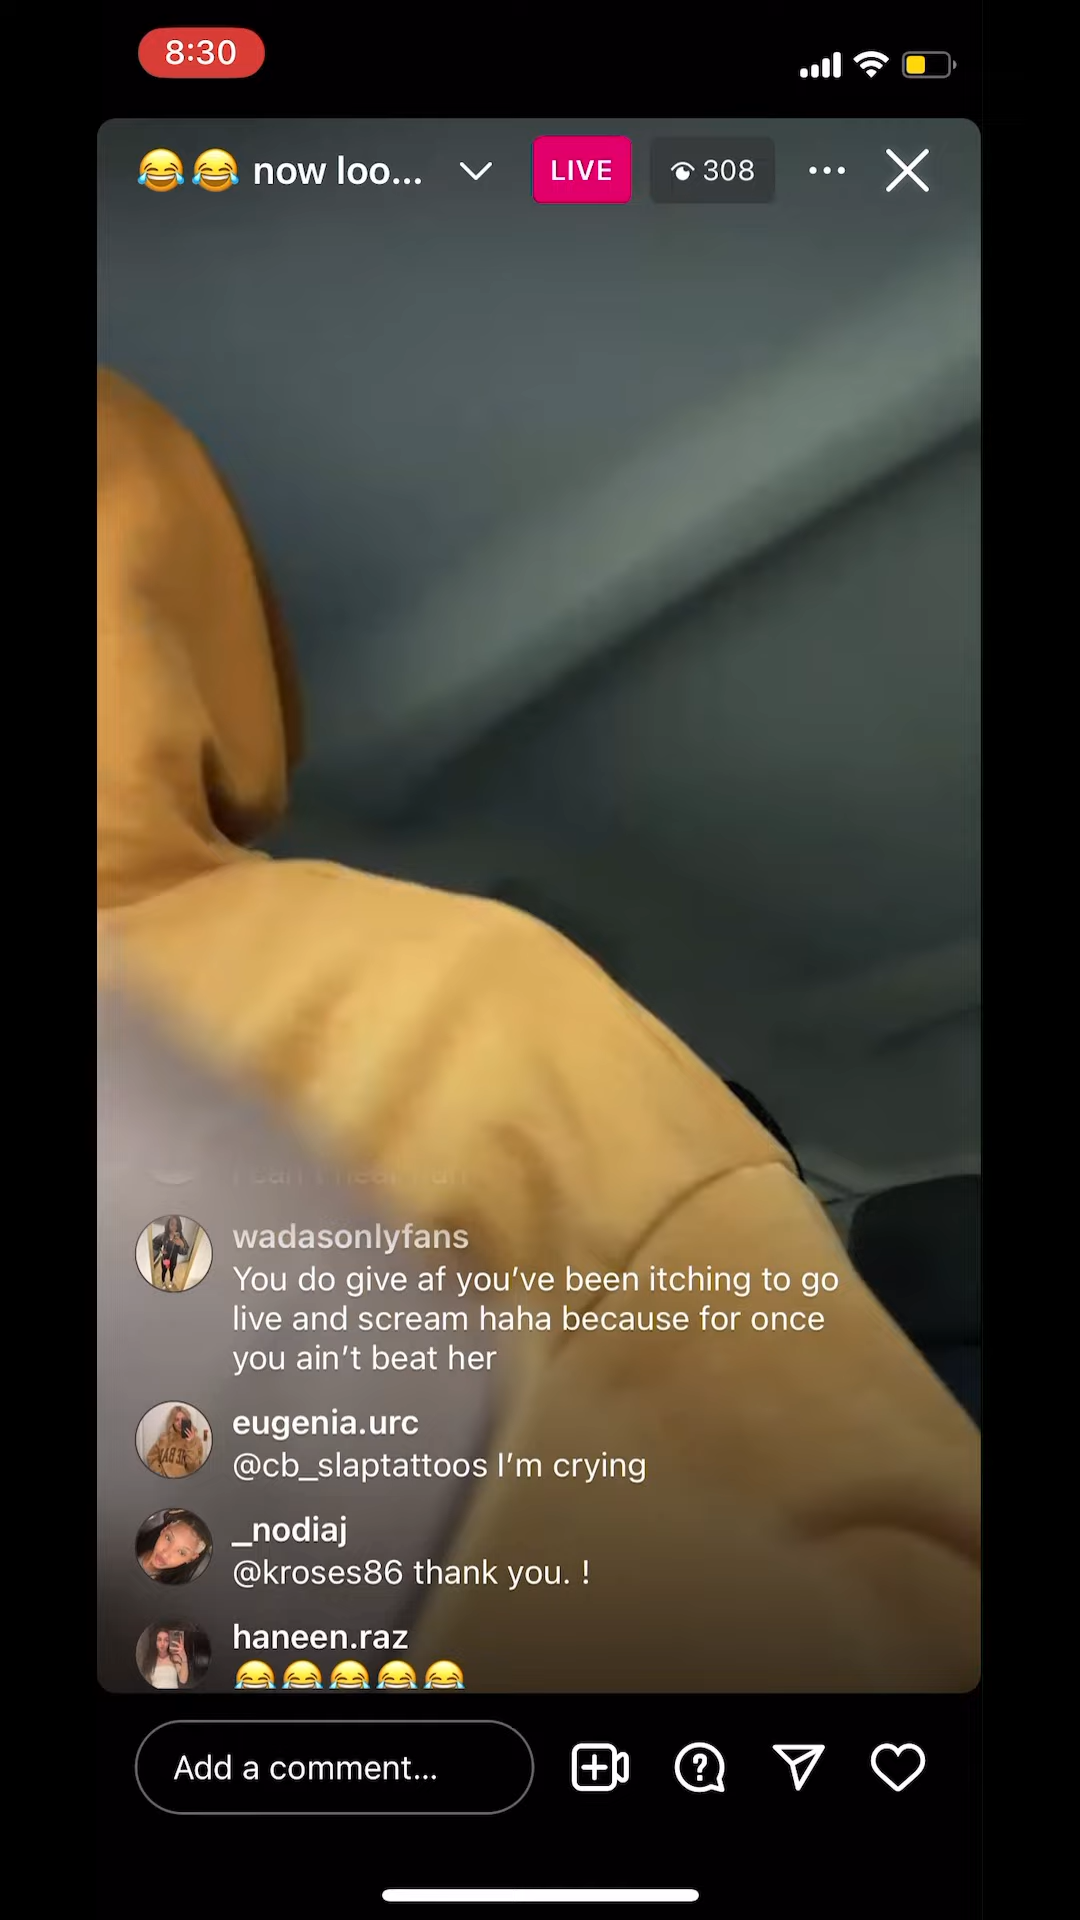 8:30
😂😂 now loo...
LIVE
308
wadasonlyfans
You do give af you’ve been itching to go
live and scream haha because for once
you ain’t beat her
eugenia.urc
@cb_slaptattoos I’m crying
_nodiaj
@kroses86 thank you. !
haneen.raz
😂😂😂😂😂
Add a comment...